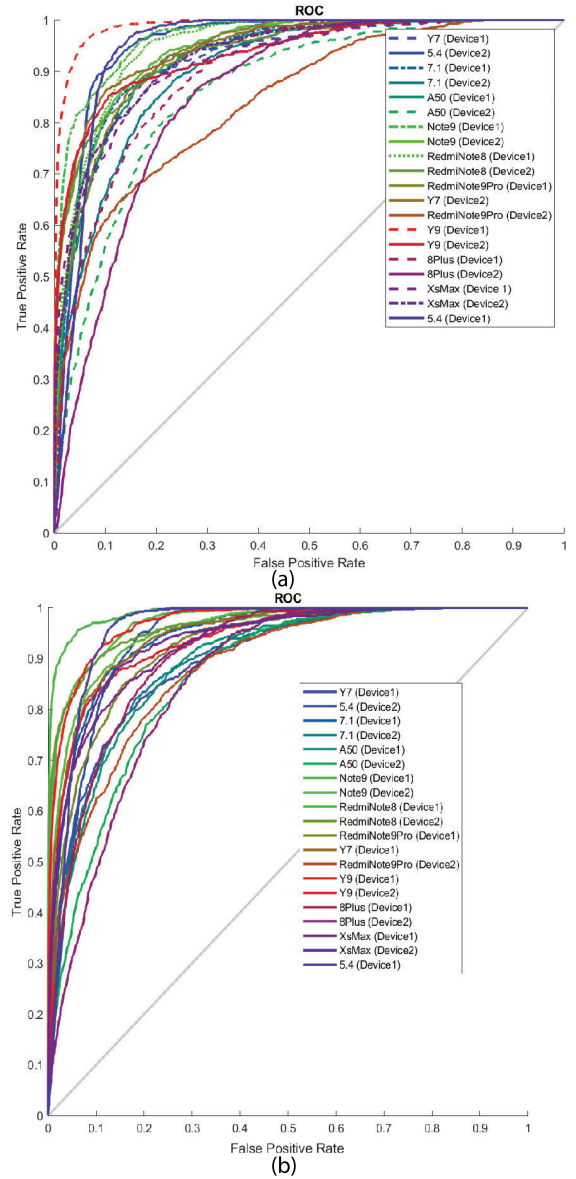 ROC
1
0.9
0.8
0.7
0.6
0.5
0.4
0.3
0.2
0.1
0
True Positive Rate
Y7 (Device1)
5.4 (Device2)
7.1 (Device1)
7.1 (Device2)
A50 (Device1)
A50 (Device2)
Note9 (Device1)
Note9 (Device2)
RedmiNote8 (Device1)
RedmiNote8 (Device2)
RedmiNote9Pro (Device1)
Y7 (Device2)
RedmiNote9Pro (Device2)
Y9 (Device1)
Y9 (Device2)
8Plus (Device1)
8Plus (Device2)
XsMax (Device 1)
XsMax (Device2)
5.4 (Device1)
0 0.1 0.2 0.3 0.4 0.5 0.6 0.7 0.8 0.9 1
False Positive Rate
(a)
ROC
1
0.9
0.8
0.7
0.6
0.5
0.4
0.3
0.2
0.1
0
True Positive Rate
Y7 (Device1)
5.4 (Device2)
7.1 (Device1)
7.1 (Device2)
A50 (Device1)
A50 (Device2)
Note9 (Device1)
Note9 (Device2)
RedmiNote8 (Device1)
RedmiNote8 (Device2)
RedmiNote9Pro (Device1)
Y7 (Device1)
RedmiNote9Pro (Device2)
Y9 (Device1)
Y9 (Device2)
8Plus (Device1)
8Plus (Device2)
XsMax (Device1)
XsMax (Device2)
5.4 (Device1)
0 0.1 0.2 0.3 0.4 0.5 0.6 0.7 0.8 0.9 1
False Positive Rate
(b)